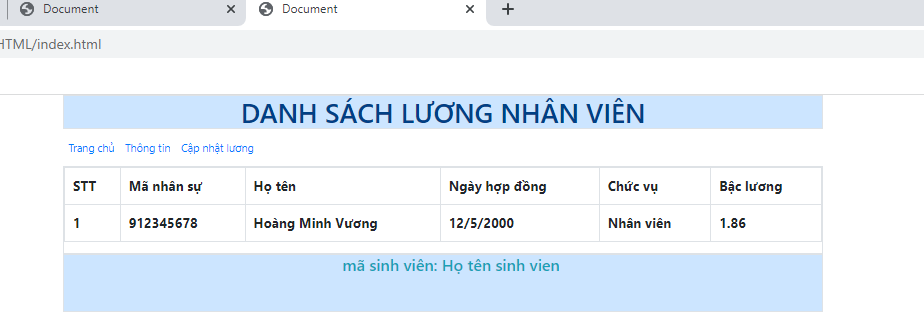 Document Document
HTML/index.html
DANH SÁCH LƯƠNG NHÂN VIÊN
Trang chủ Thông tin Cập nhật lương
STT Mã nhân sự Họ tên Ngày hợp đồng Chức vụ Bậc lương
1 912345678 Hoàng Minh Vương 12/5/2000 Nhân viên 1.86
mã sinh viên: Họ tên sinh vien